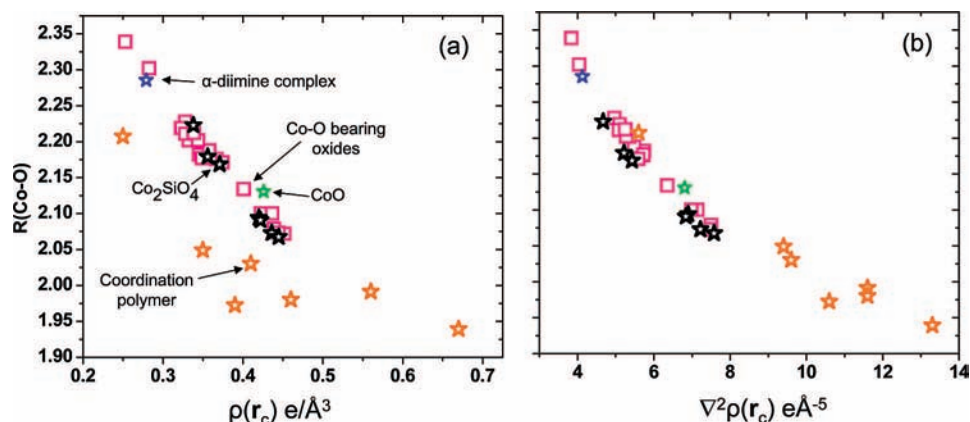 (a)
(b)
R(Co-O)
2.35
2.30
2.25
2.20
2.15
2.10
2.05
2.00
1.95
1.90
α-diimine complex
Co-O bearing
oxides
Co₂SiO₄
CoO
Coordination
polymer
0.2 0.3 0.4 0.5 0.6 0.7
4 6 8 10 12 14
ρ(r_c) e/Å³
∇²ρ(r_c) eÅ⁻⁵